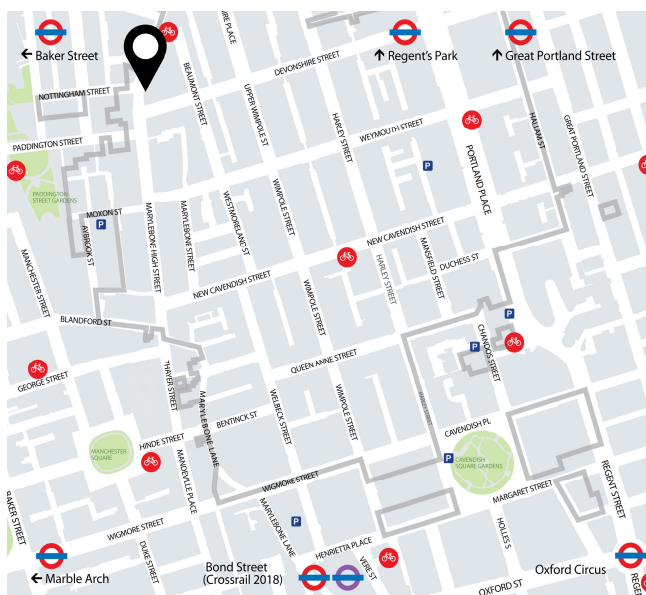 ← Baker Street
↑ Regent's Park
↑ Great Portland Street
DEVONSHIRE STREET
BEAUMONT STREET
NOTTINGHAM STREET
UPPER WIMPOLE ST
HARLEY STREET
WEYMOUTH STREET
HALLAM ST
GREAT PORTLAND STREET
PADDINGTON STREET
PORTLAND PLACE
P
PADDINGTON
STREET GARDENS
MOXON ST
P
AYBROOK ST
MARYLEBONE HIGH STREET
MARYLEBONE STREET
WESTMORELAND ST
WIMPOLE STREET
NEW CAVENDISH STREET
MANSFIELD STREET
DUCHESS ST
HARLEY STREET
MANCHESTER STREET
NEW CAVENDISH STREET
WIMPOLE STREET
BLANDFORD ST
P
CHANDOS STREET
P
QUEEN ANNE STREET
GEORGE STREET
THAYER STREET
MARYLEBONE LANE
WELBECK STREET
WIMPOLE STREET
BENTINCK ST
CAVENDISH PL
HINDE STREET
MANCHESTER
SQUARE
MANDEVILLE PLACE
P
CAVENDISH
SQUARE GARDENS
WIGMORE STREET
MARGARET STREET
REGENT STREET
BAKER STREET
WIGMORE STREET
MARYLEBONE LANE
P
HOLLES S
DUKE STREET
HENRIETTA PLACE
VERE ST
← Marble Arch
Bond Street
(Crossrail 2018)
Oxford Circus
OXFORD ST